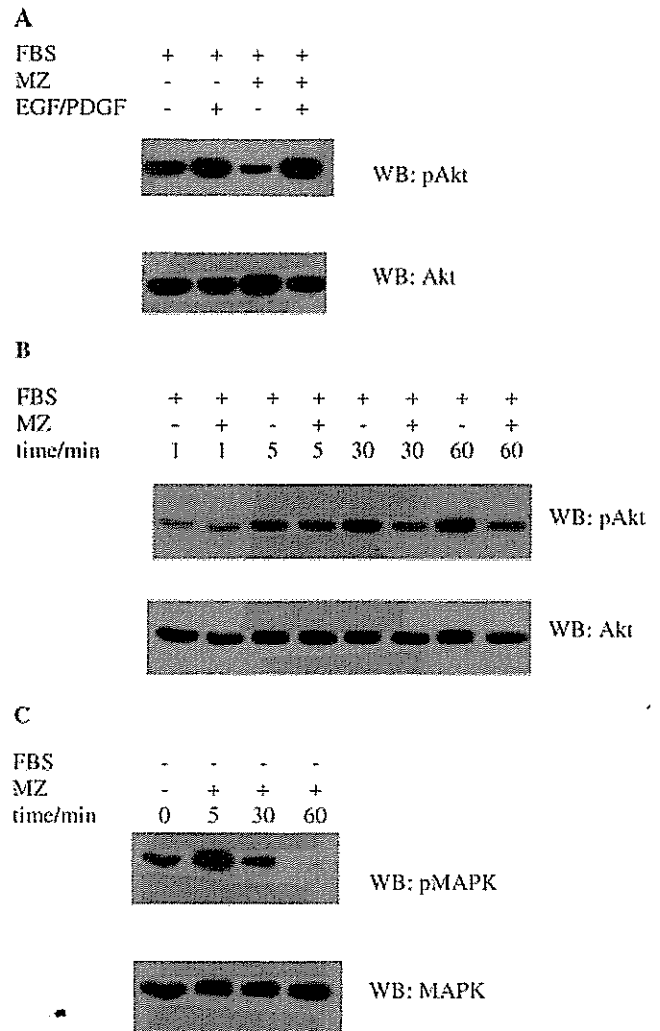 A
FBS + + + +
MZ - - + +
EGF/PDGF - + - +
WB: pAkt
WB: Akt
B
FBS + + + + + + + +
MZ - + - + - + - +
time/min 1 1 5 5 30 30 60 60
WB: pAkt
WB: Akt
C
FBS - - - -
MZ - + + +
time/min 0 5 30 60
WB: pMAPK
WB: MAPK